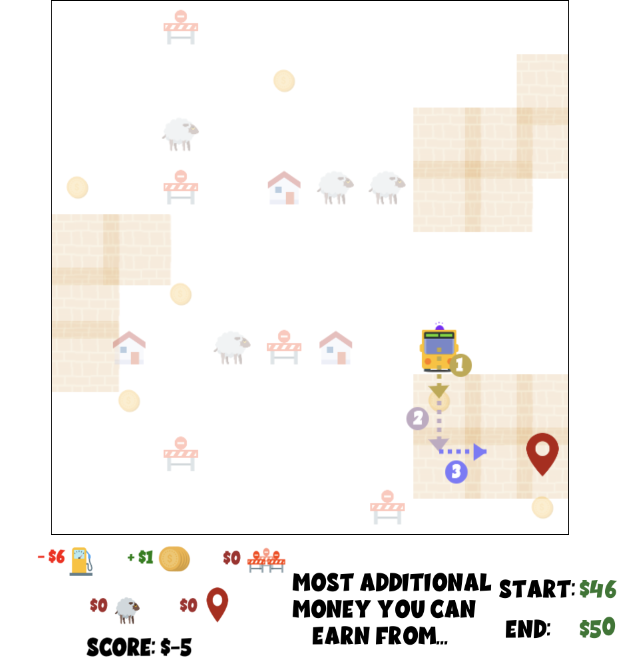 1
2
3
- $6
+ $1
$0
$0
$0
SCORE: $-5
MOST ADDITIONAL
MONEY YOU CAN
EARN FROM...
START: $46
END: $50